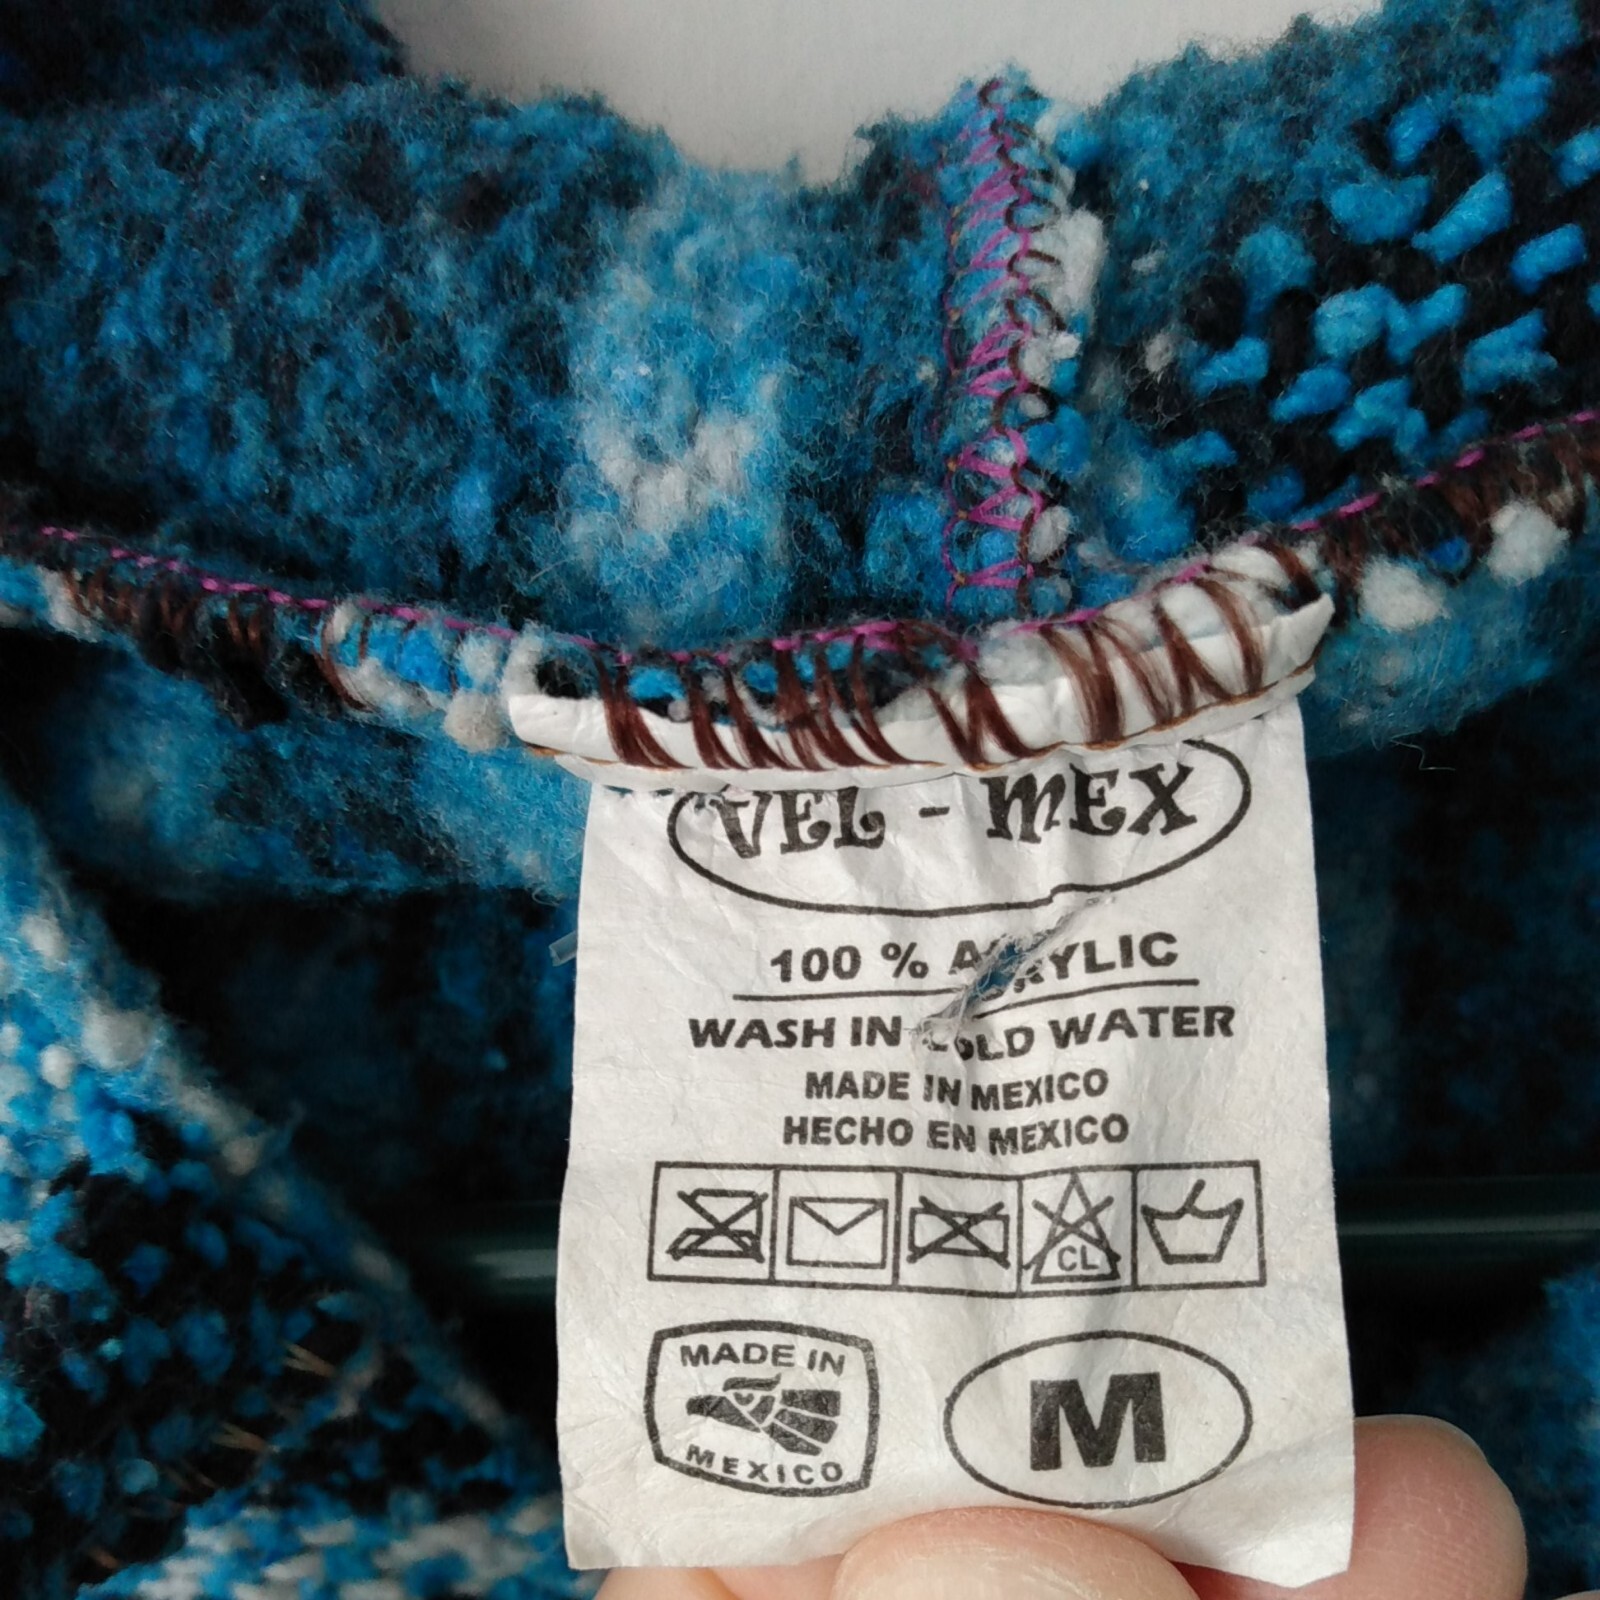 VEL - MEX
100 % ACRYLIC
WASH IN COLD WATER
MADE IN MEXICO
HECHO EN MEXICO
CL
MADE IN
MEXICO
M